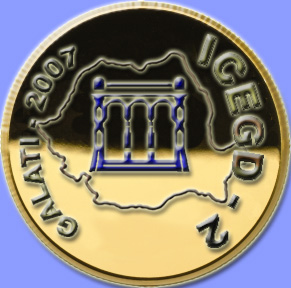 GALATI - 2007
ICEGD - 2